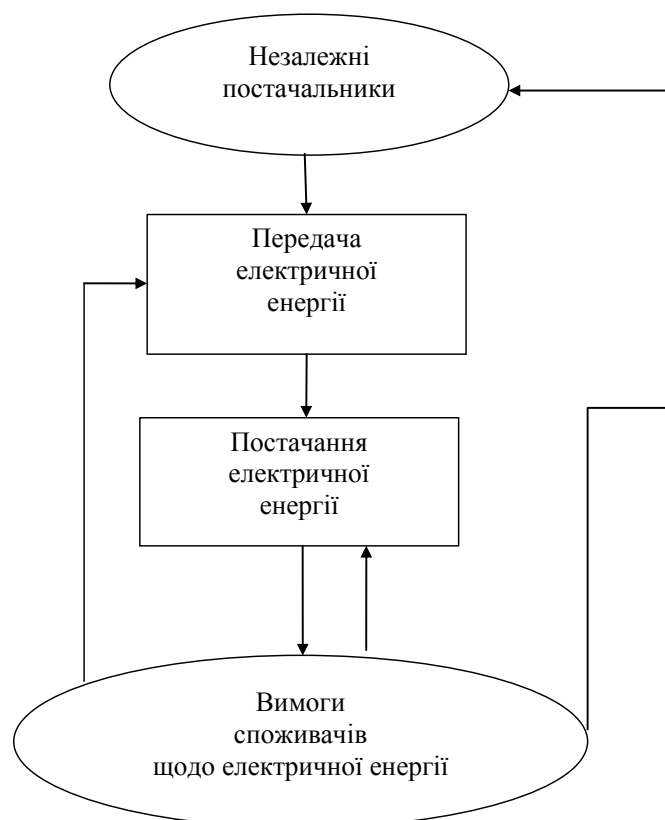 Незалежні
постачальники
Передача
електричної
енергії
Постачання
електричної
енергії
Вимоги
споживачів
щодо електричної енергії